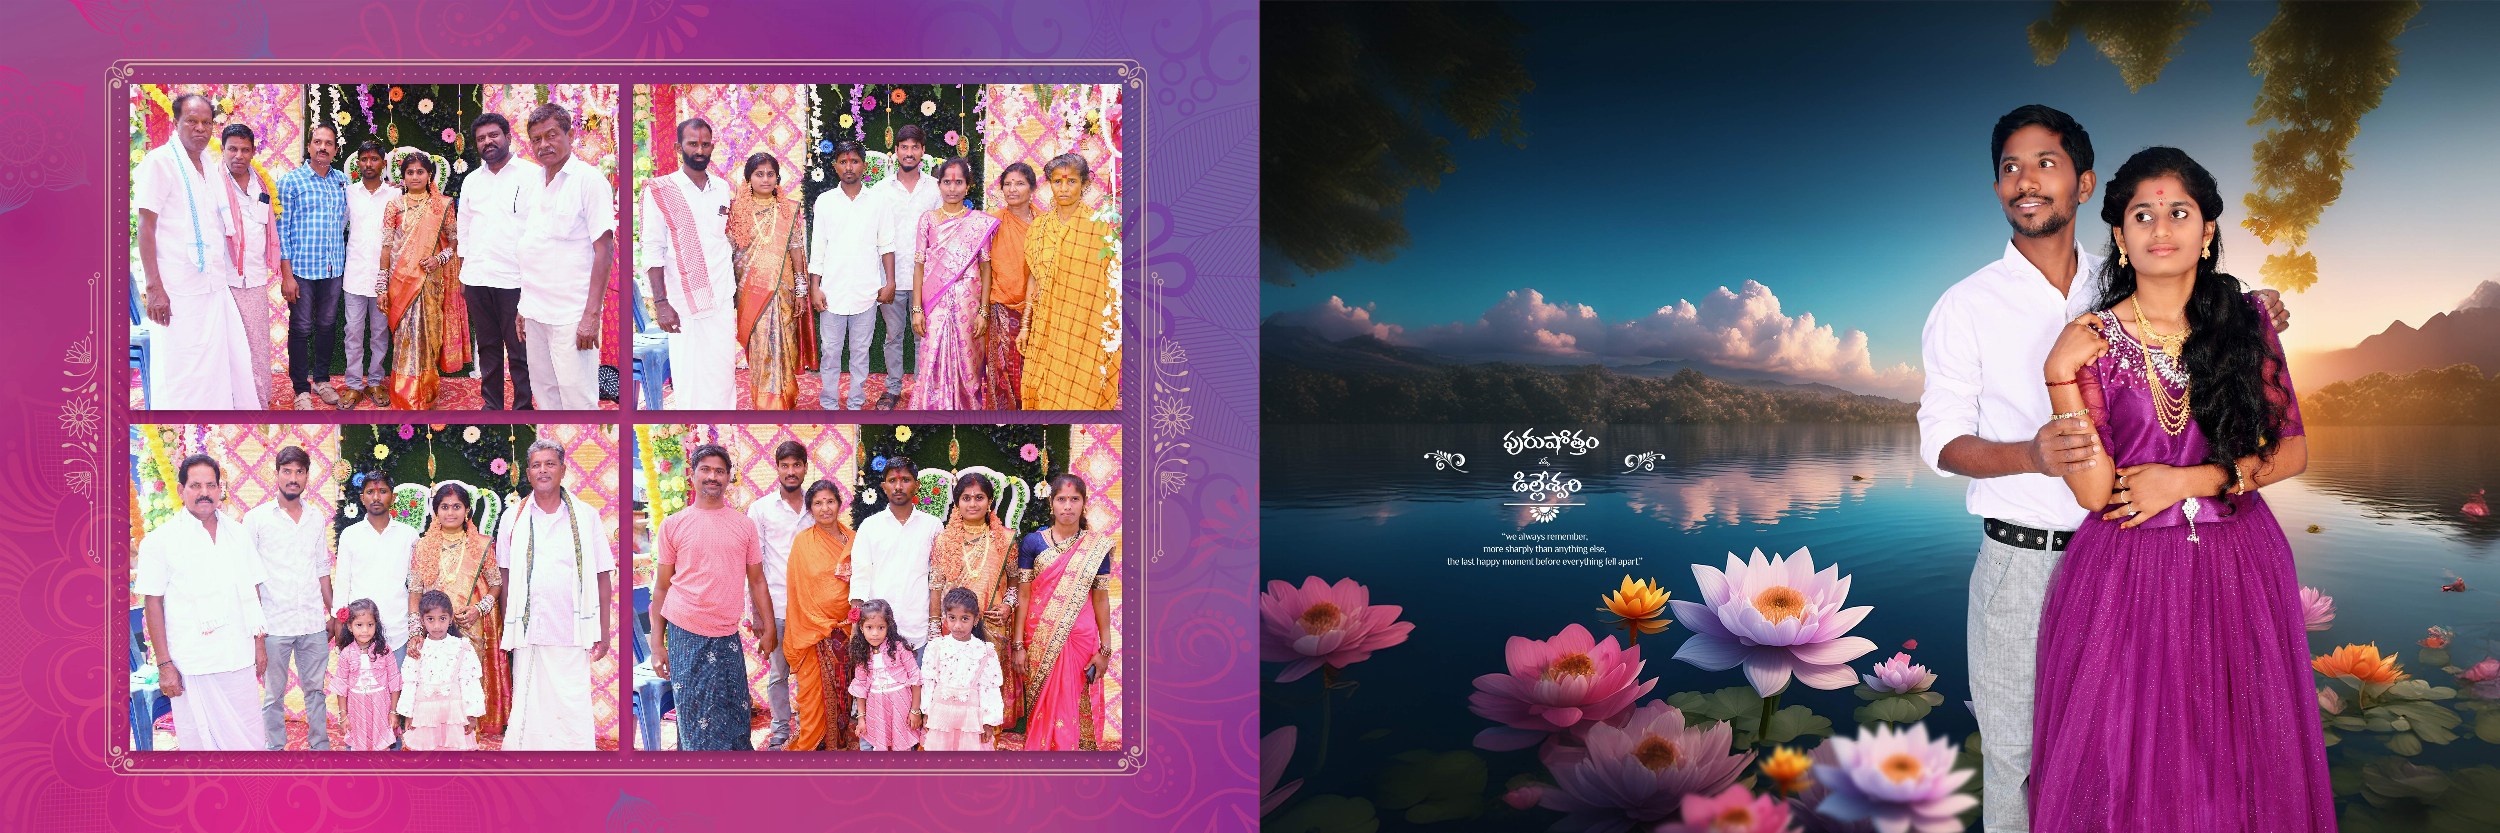 పురుషోత్తం
డిల్లేశ్వరి
"we always remember,
more sharply than anything else,
the last happy moment before everything fell apart."